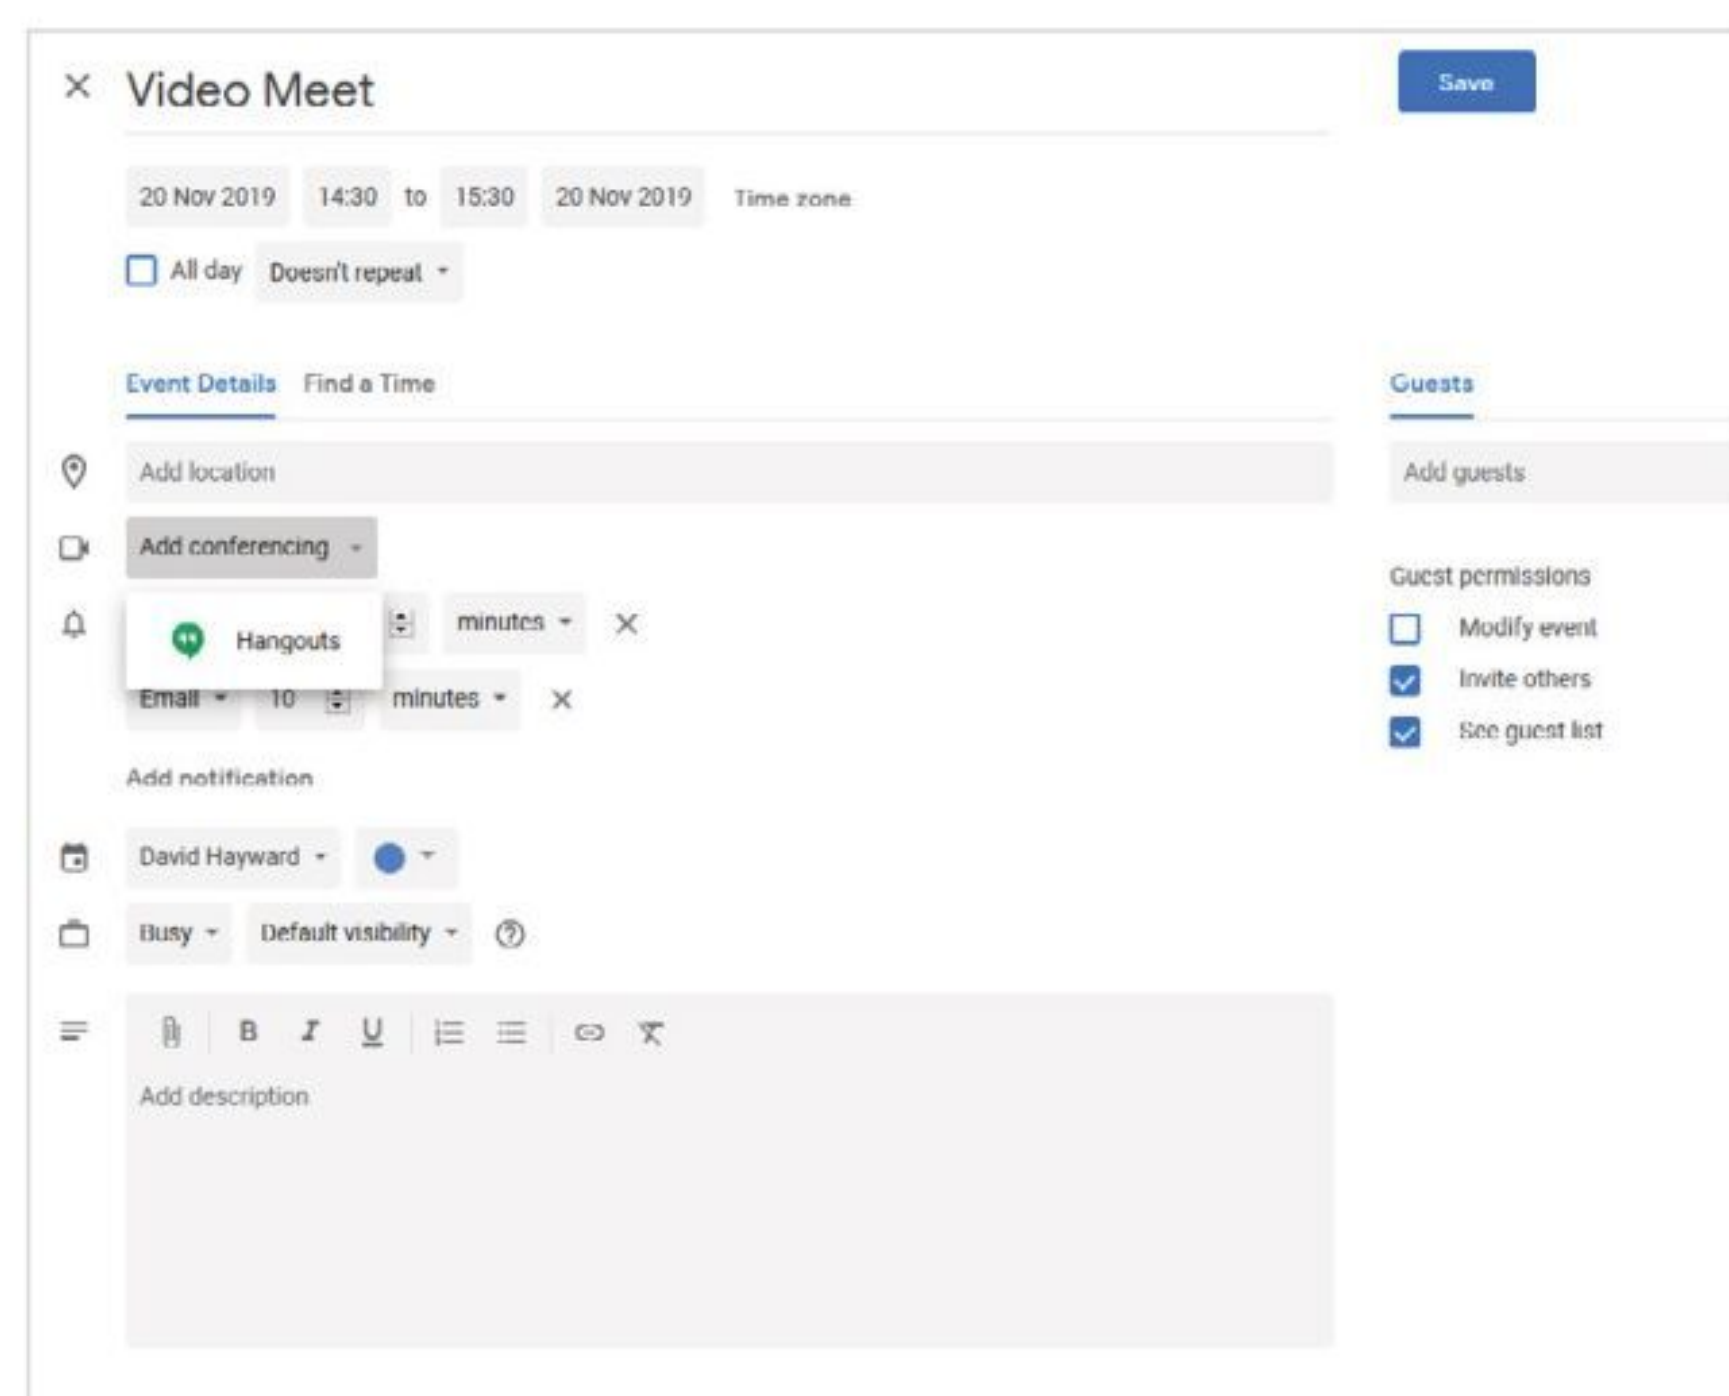 Video Meet
Save
20 Nov 2019 14:30 to 15:30 20 Nov 2019 Time zone
All day Doesn't repeat
Event Details Find a Time
Guests
Add location
Add guests
Add conferencing
Hangouts
minutes
Email 10 minutes
Add notification
Guest permissions
Modify event
Invite others
See guest list
David Hayward
Busy Default visibility
B I U
Add description